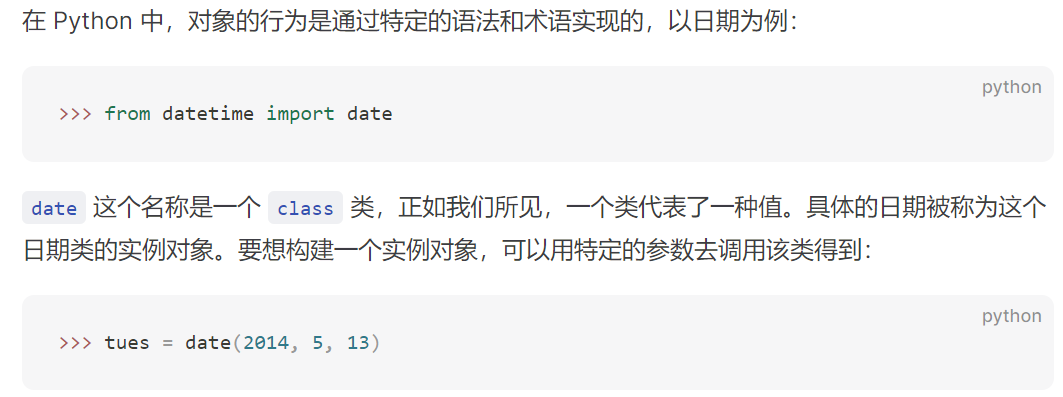 在 Python 中，对象的行为是通过特定的语法和术语实现的，以日期为例：
python
>>> from datetime import date
date 这个名称是一个 class 类，正如我们所见，一个类代表了一种值。具体的日期被称为这个
日期类的实例对象。要想构建一个实例对象，可以用特定的参数去调用该类得到：
python
>>> tues = date(2014, 5, 13)